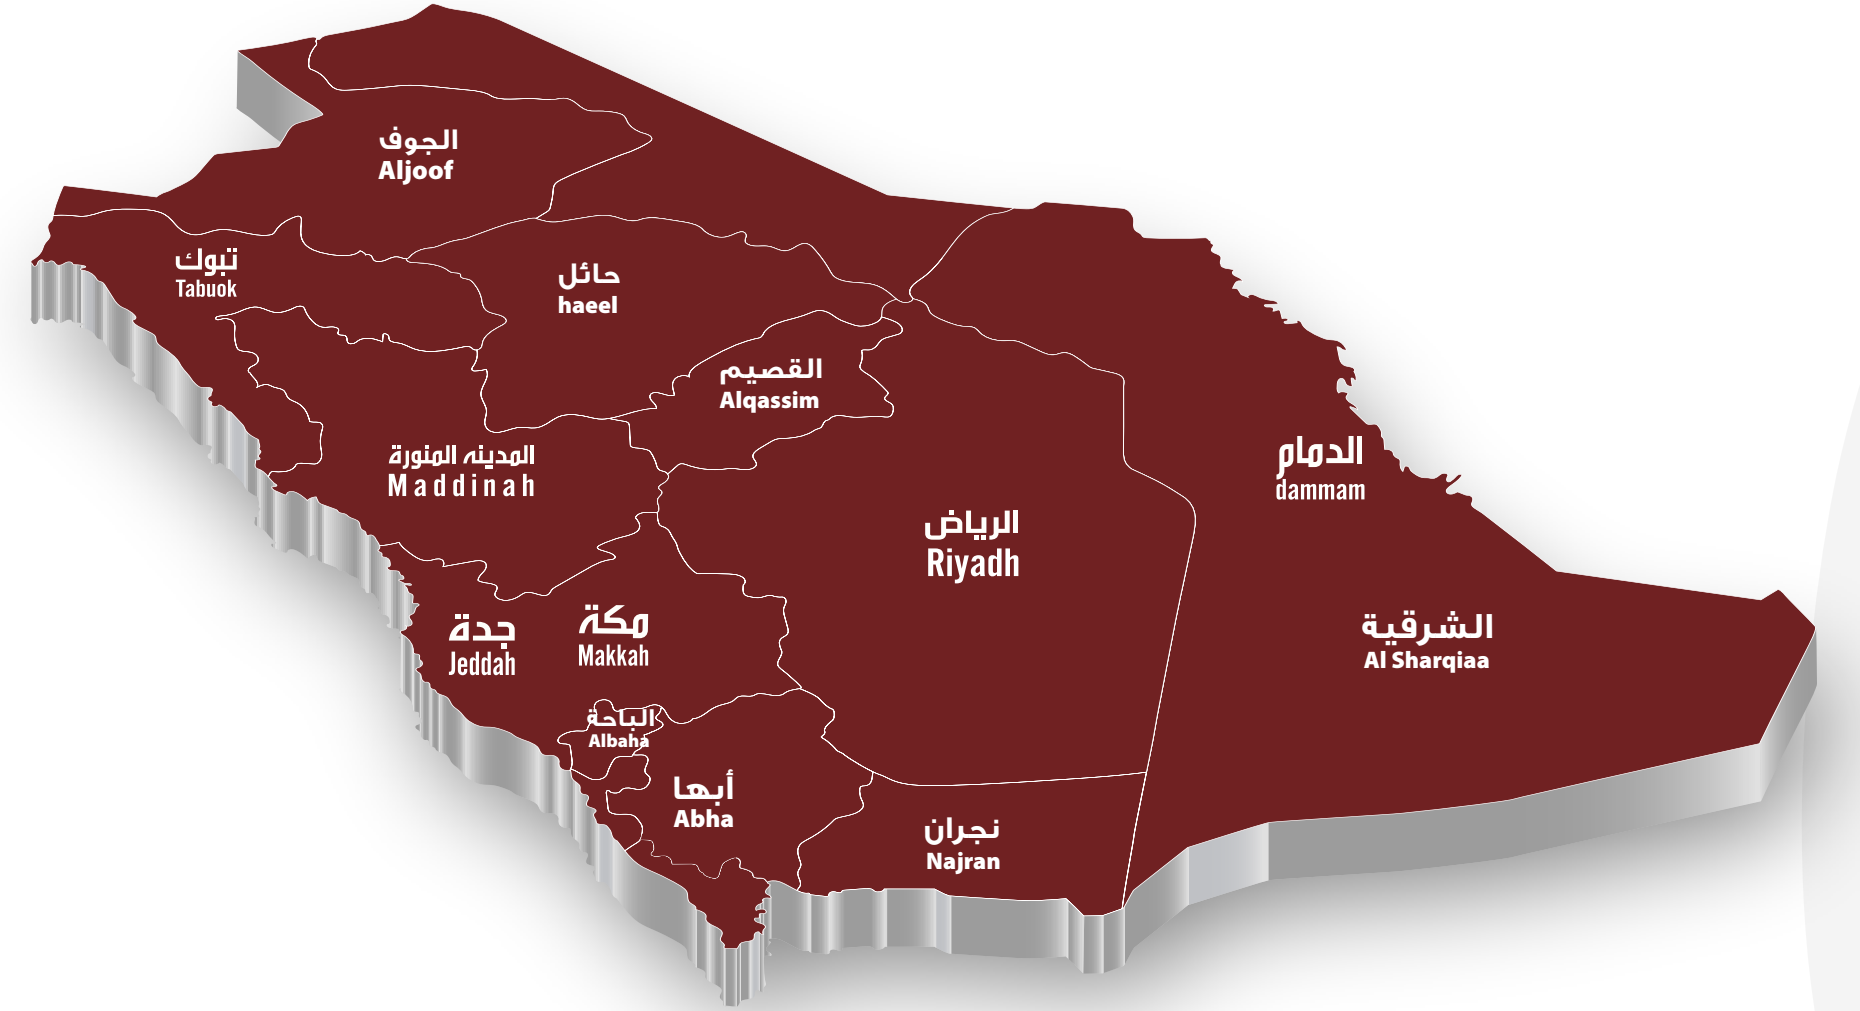 الجوف
Aljoof
تبوك
Tabuok
حائل
haeel
القصيم
Alqassim
المدينه المنورة
Maddinah
الدمام
dammam
الرياض
Riyadh
جدة
Jeddah
مكة
Makkah
الشرقية
Al Sharqiaa
الباحة
Albaha
أبها
Abha
نجران
Najran